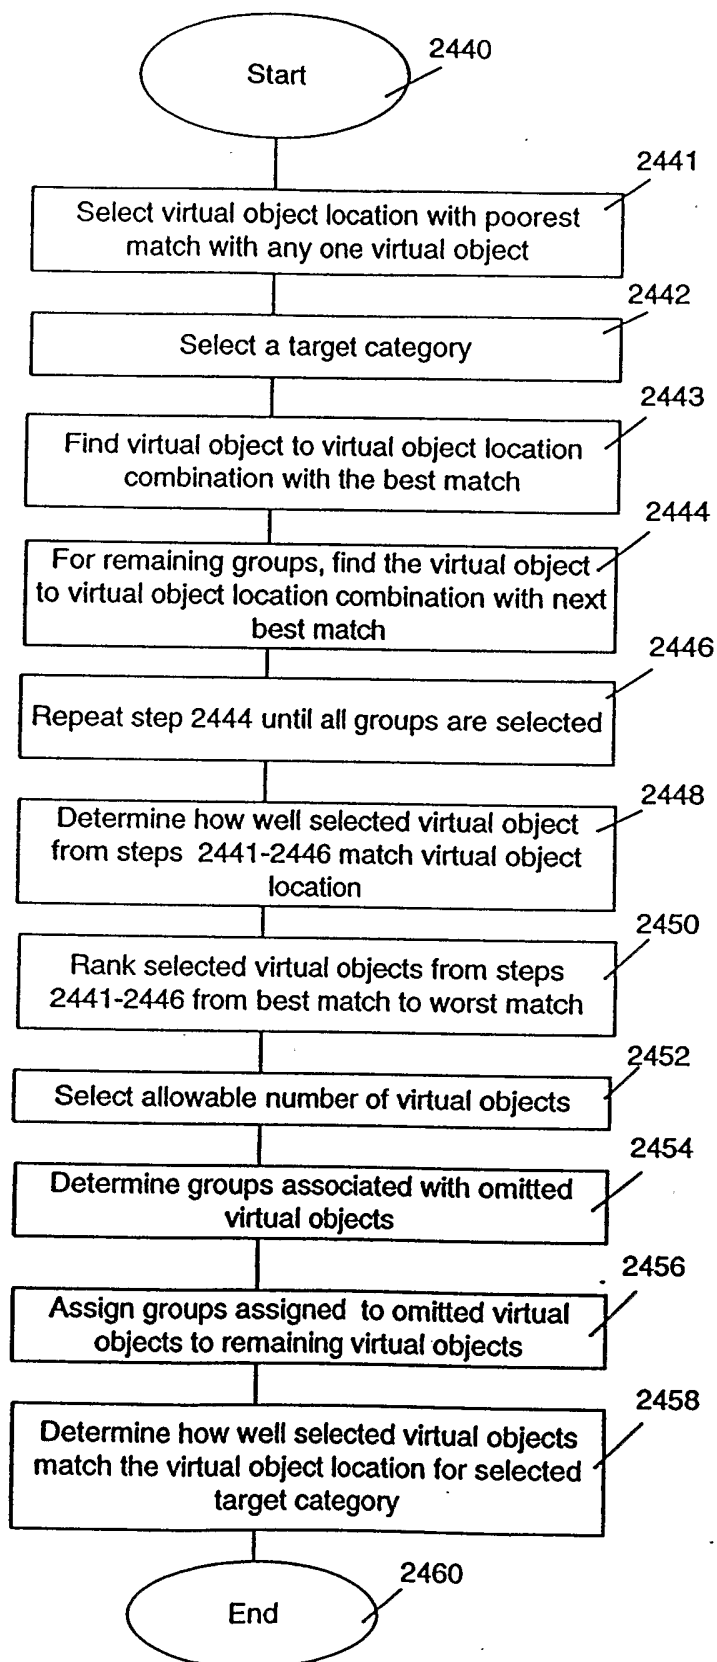 Start
2440
2441
Select virtual object location with poorest
match with any one virtual object
2442
Select a target category
2443
Find virtual object to virtual object location
combination with the best match
2444
For remaining groups, find the virtual object
to virtual object location combination with next
best match
2446
Repeat step 2444 until all groups are selected
2448
Determine how well selected virtual object
from steps 2441-2446 match virtual object
location
2450
Rank selected virtual objects from steps
2441-2446 from best match to worst match
2452
Select allowable number of virtual objects
2454
Determine groups associated with omitted
virtual objects
2456
Assign groups assigned to omitted virtual
objects to remaining virtual objects
2458
Determine how well selected virtual objects
match the virtual object location for selected
target category
2460
End